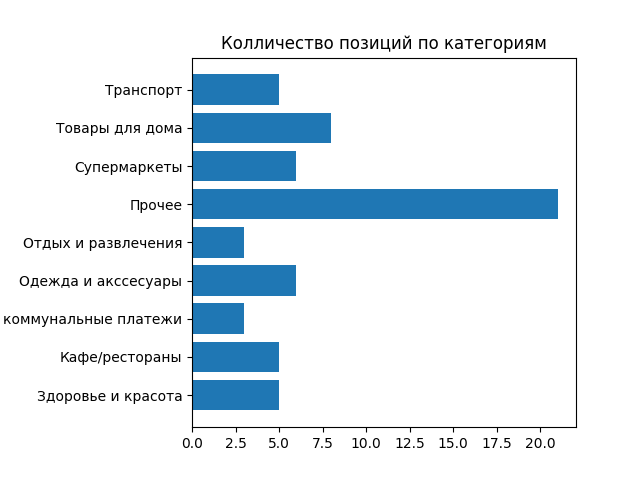 Колличество позиций по категориям
Транспорт
Товары для дома
Супермаркеты
Прочее
Отдых и развлечения
Одежда и акссесуары
коммунальные платежи
Кафе/рестораны
Здоровье и красота
0.0 2.5 5.0 7.5 10.0 12.5 15.0 17.5 20.0